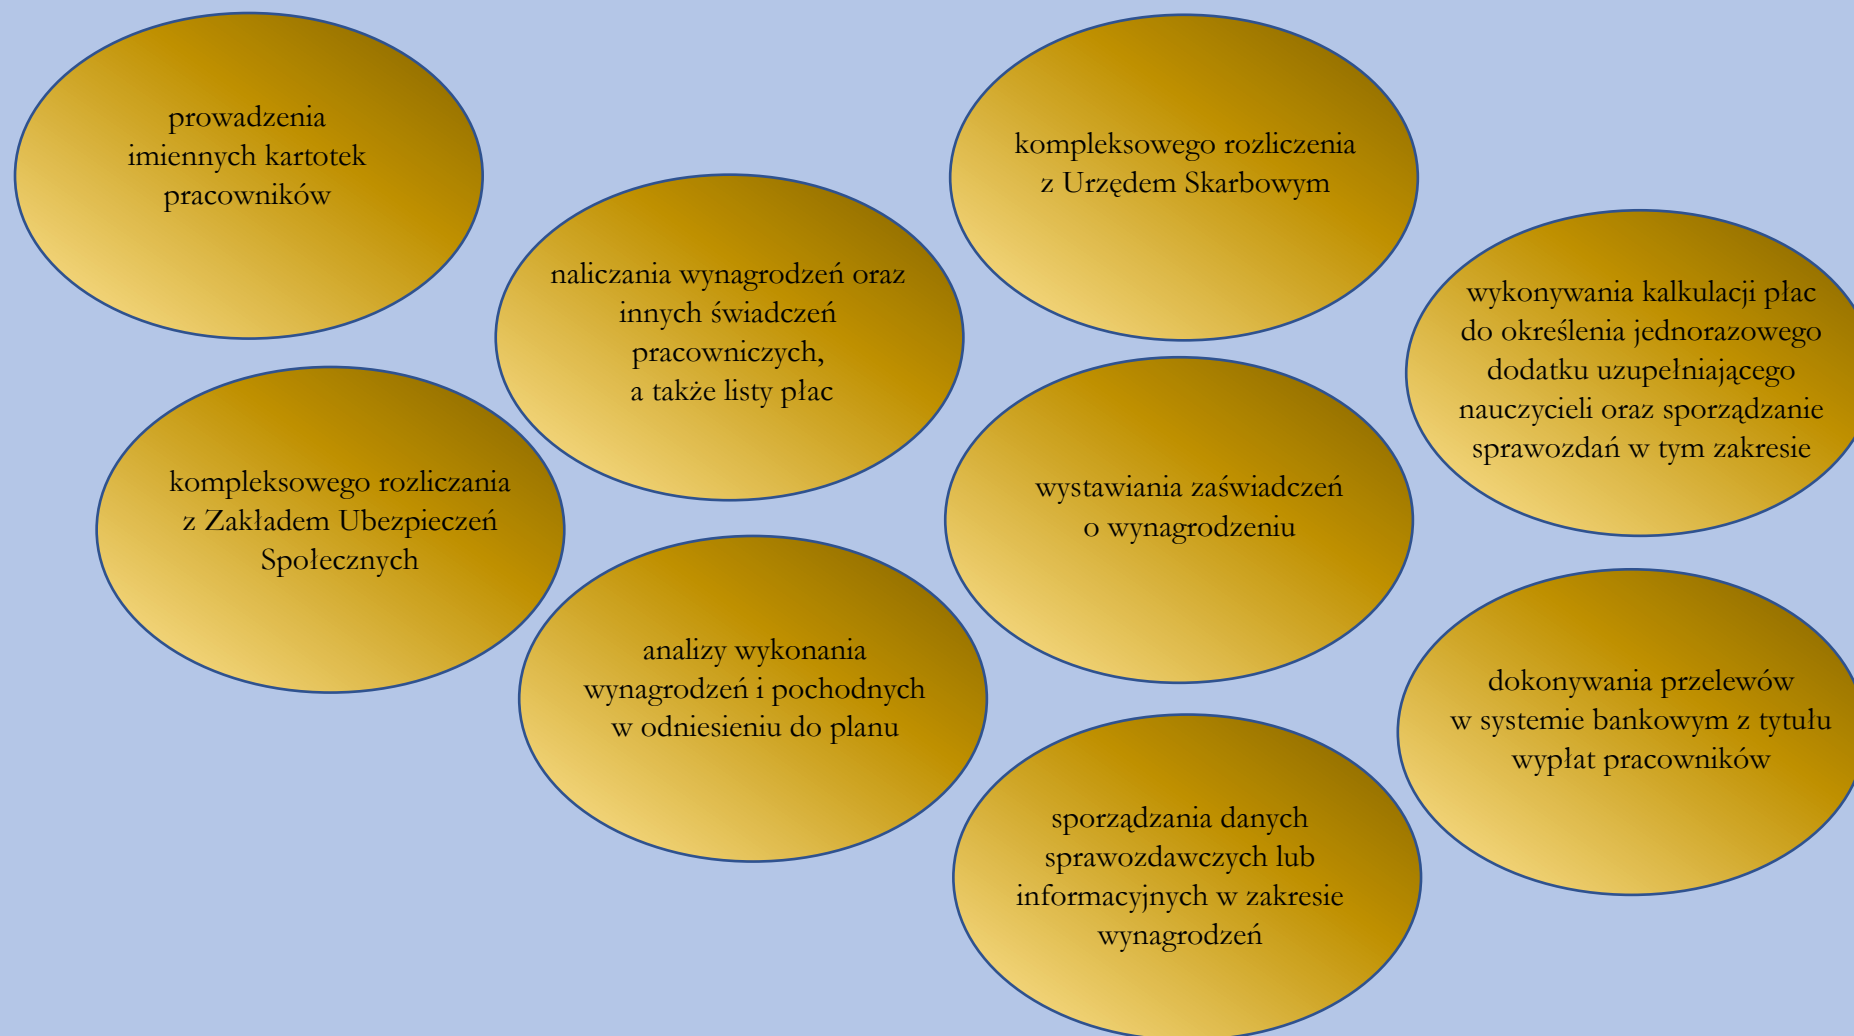 prowadzenia
imiennych kartotek
pracowników
kompleksowego rozliczania
z Zakładem Ubezpieczeń
Społecznych
naliczania wynagrodzeń oraz
innych świadczeń
pracowniczych,
a także listy płac
analizy wykonania
wynagrodzeń i pochodnych
w odniesieniu do planu
kompleksowego rozliczenia
z Urzędem Skarbowym
wystawiania zaświadczeń
o wynagrodzeniu
sporządzania danych
sprawozdawczych lub
informacyjnych w zakresie
wynagrodzeń
wykonywania kalkulacji płac
do określenia jednorazowego
dodatku uzupełniającego
nauczycieli oraz sporządzanie
sprawozdań w tym zakresie
dokonywania przelewów
w systemie bankowym z tytułu
wypłat pracowników